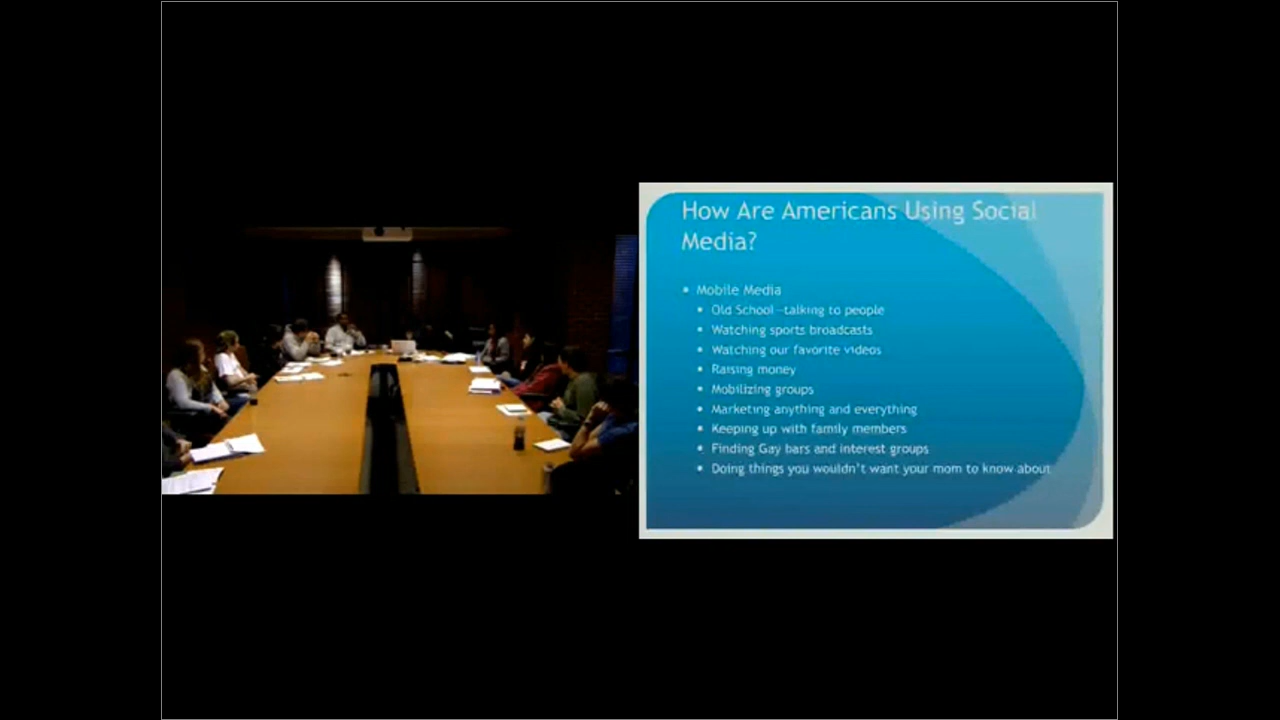 How Are Americans Using Social
Media?
Mobile Media
Old School –talking to people
Watching sports broadcasts
Watching our favorite videos
Raising money
Mobilizing groups
Marketing anything and everything
Keeping up with family members
Finding Gay bars and interest groups
Doing things you wouldn't want your mom to know about